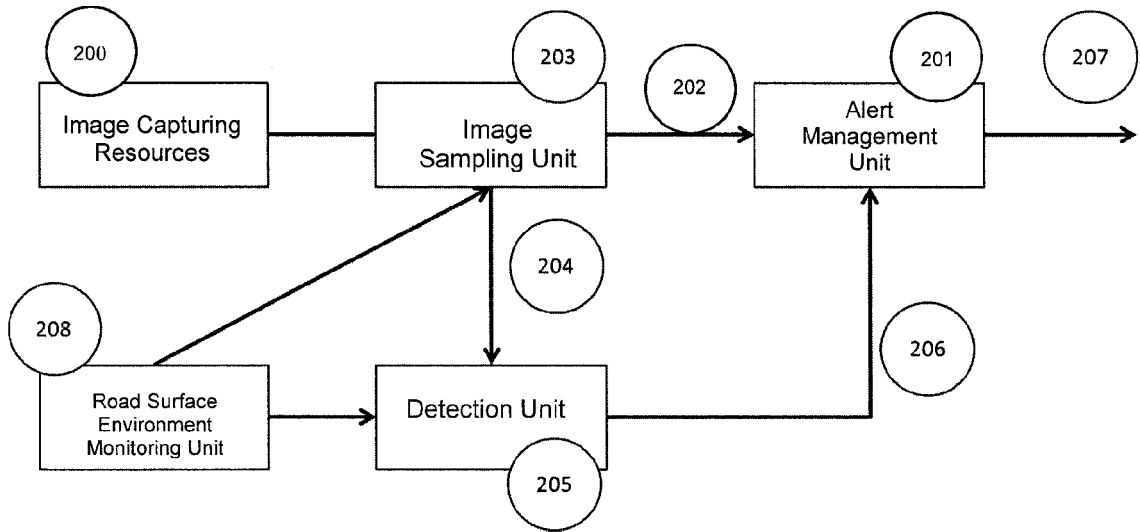 200
203
202
201
207
Image Capturing
Resources
Image
Sampling Unit
Alert
Management
Unit
204
208
206
Road Surface
Environment
Monitoring Unit
Detection Unit
205